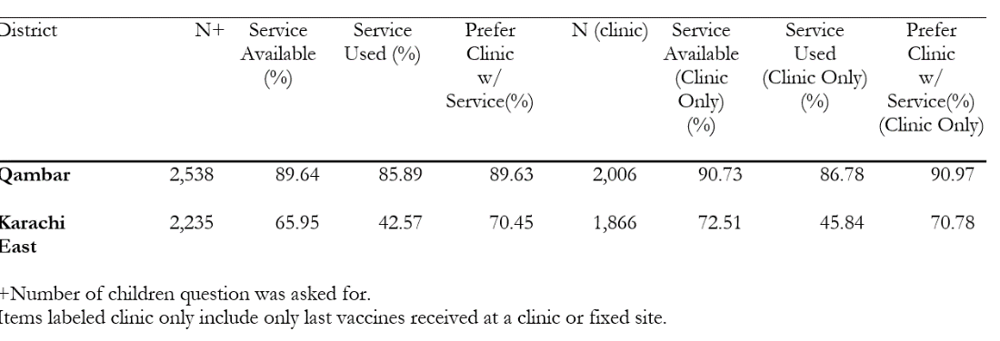 District N+ Service Available (%) Service Used (%) Prefer Clinic w/ Service(%) N (clinic) Service Available (Clinic Only) (%) Service Used (Clinic Only) (%) Prefer Clinic w/ Service(%) (Clinic Only)
Qambar 2,538 89.64 85.89 89.63 2,006 90.73 86.78 90.97
Karachi East 2,235 65.95 42.57 70.45 1,866 72.51 45.84 70.78
+Number of children question was asked for.
Items labeled clinic only include only last vaccines received at a clinic or fixed site.